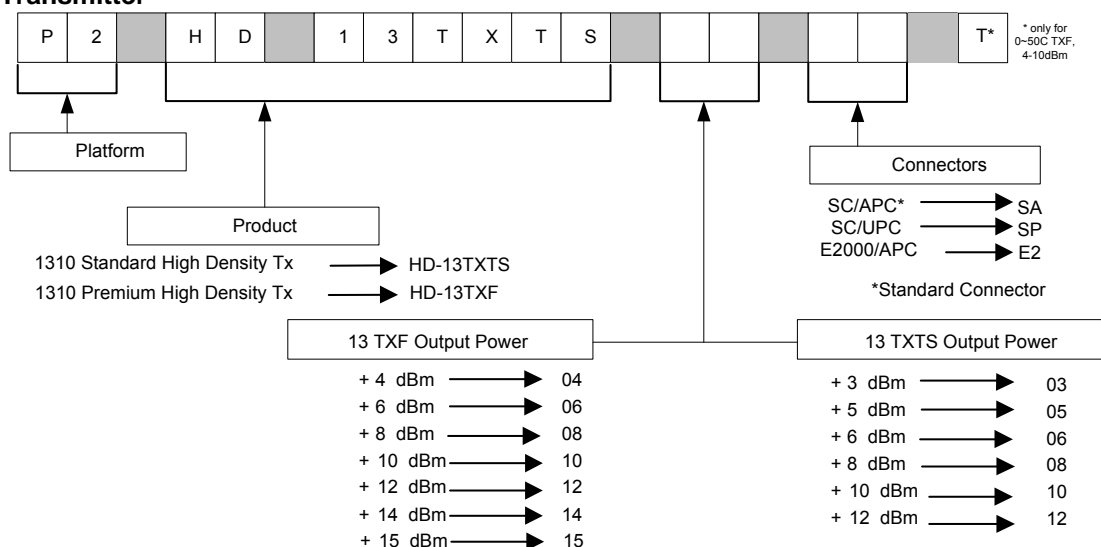 Transmitter
P 2 H D 1 3 T X T S T*
* only for
0~50C TXF,
4-10dBm
Platform
Connectors
SC/APC* SA
SC/UPC SP
E2000/APC E2
*Standard Connector
Product
1310 Standard High Density Tx HD-13TXTS
1310 Premium High Density Tx HD-13TXF
13 TXF Output Power
+ 4 dBm 04
+ 6 dBm 06
+ 8 dBm 08
+ 10 dBm 10
+ 12 dBm 12
+ 14 dBm 14
+ 15 dBm 15
13 TXTS Output Power
+ 3 dBm 03
+ 5 dBm 05
+ 6 dBm 06
+ 8 dBm 08
+ 10 dBm 10
+ 12 dBm 12